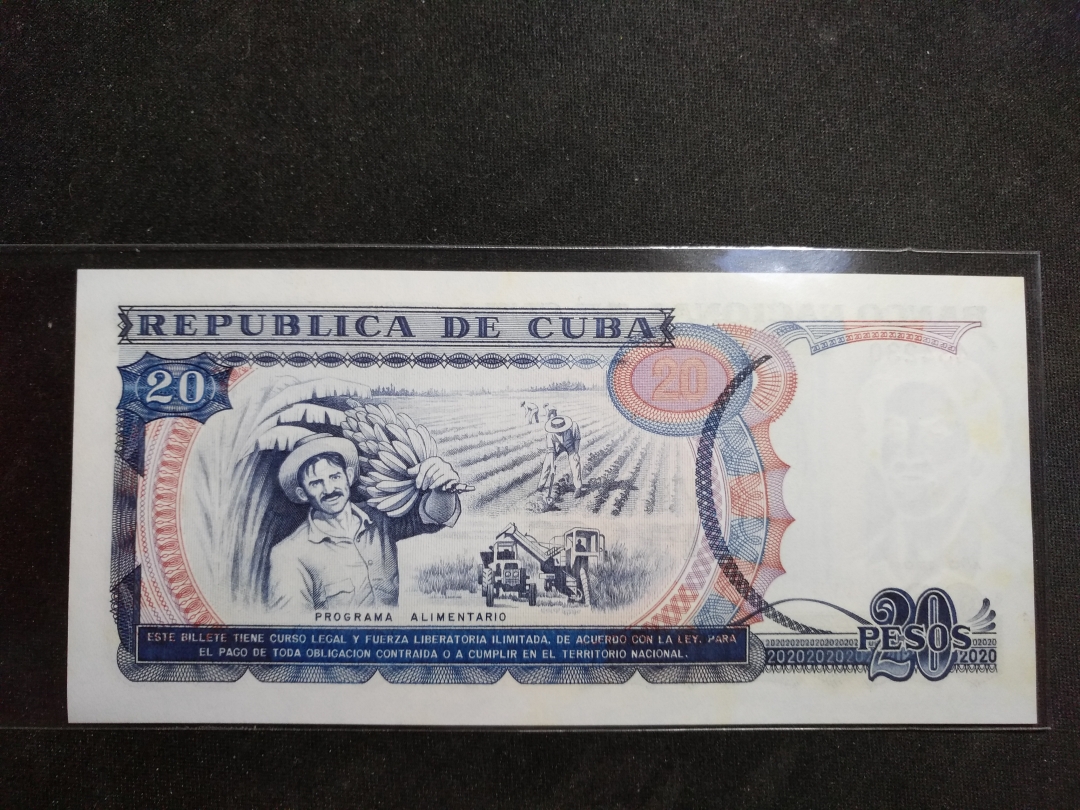 REPUBLICA DE CUBA
20
20
PROGRAMA ALIMENTARIO
ESTE BILLETE TIENE CURSO LEGAL Y FUERZA LIBERATORIA ILIMITADA, DE ACUERDO CON LA LEY, PARA
EL PAGO DE TODA OBLIGACION CONTRAIDA O A CUMPLIR EN EL TERRITORIO NACIONAL.
20
PESOS